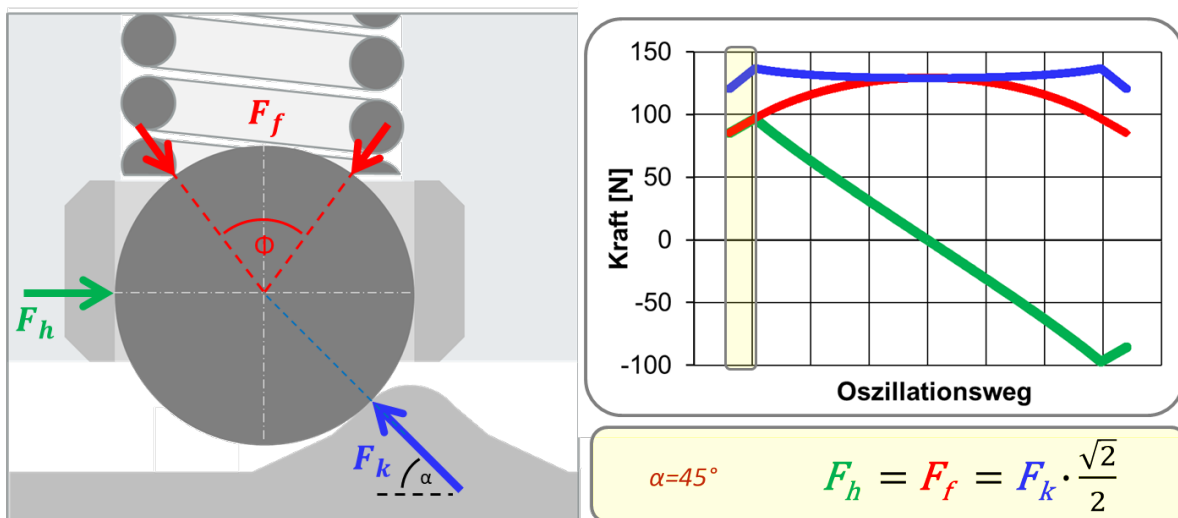 F_f
Φ
F_h
F_k
α
150
100
50
0
-50
-100
Kraft [N]
Oszillationsweg
α=45°
F_h = F_f = F_k · √2/2